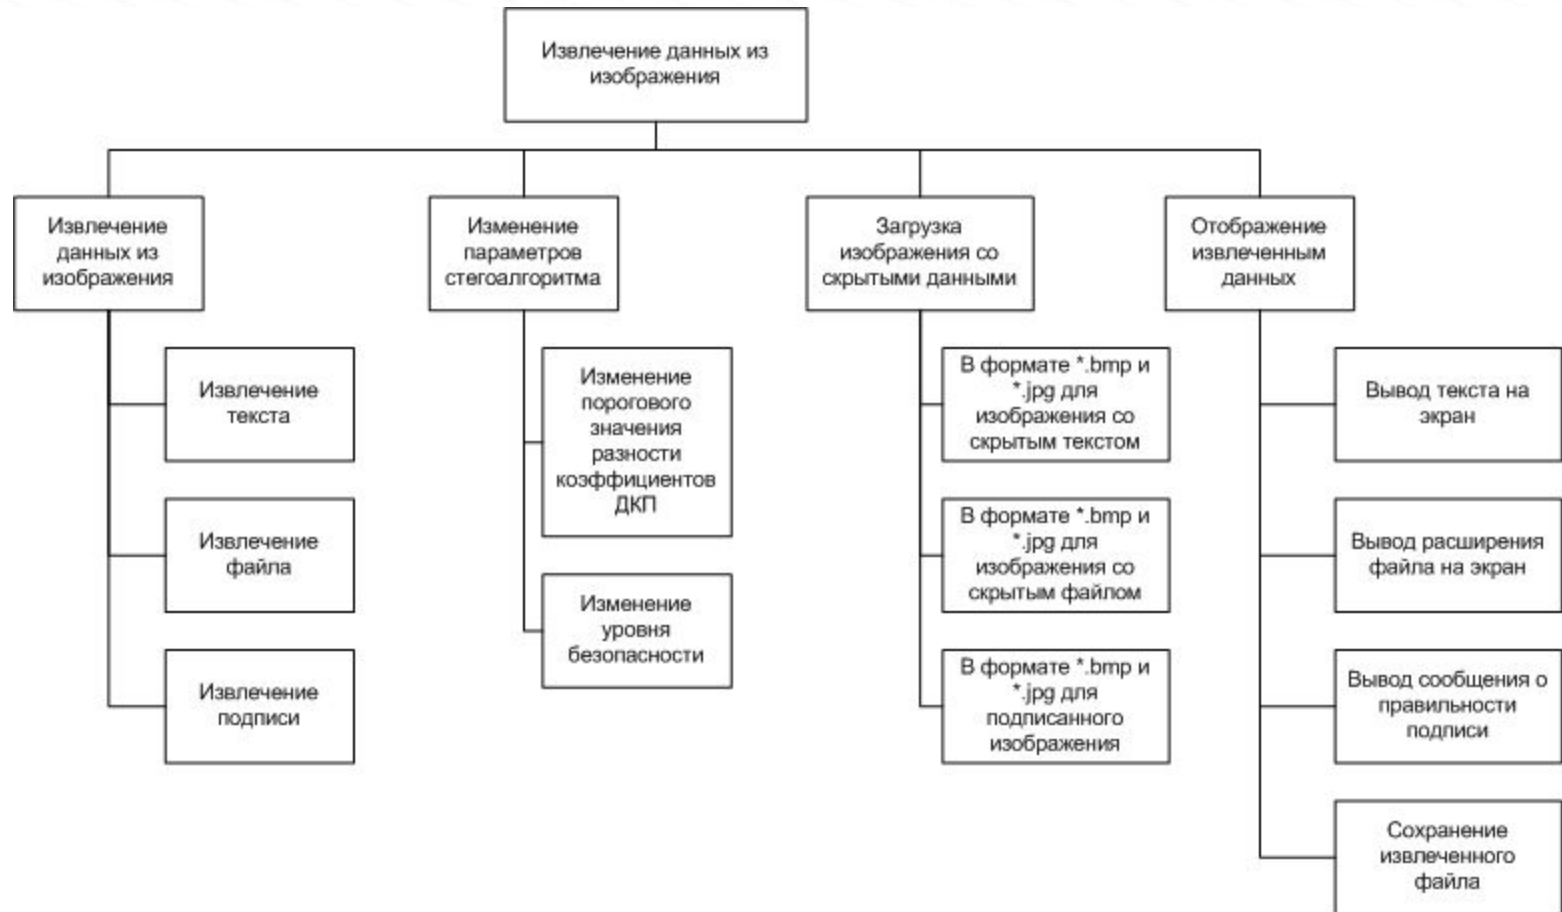 Извлечение данных из
изображения
Извлечение
данных из
изображения
Извлечение
текста
Извлечение
файла
Извлечение
подписи
Изменение
параметров
стегоалгоритма
Изменение
порогового
значения
разности
коэффициентов
ДКП
Изменение
уровня
безопасности
Загрузка
изображения со
скрытыми данными
В формате *.bmp и
*.jpg для
изображения со
скрытым текстом
В формате *.bmp и
*.jpg для
изображения со
скрытым файлом
В формате *.bmp и
*.jpg для
подписанного
изображения
Отображение
извлеченным
данных
Вывод текста на
экран
Вывод расширения
файла на экран
Вывод сообщения о
правильности
подписи
Сохранение
извлеченного
файла